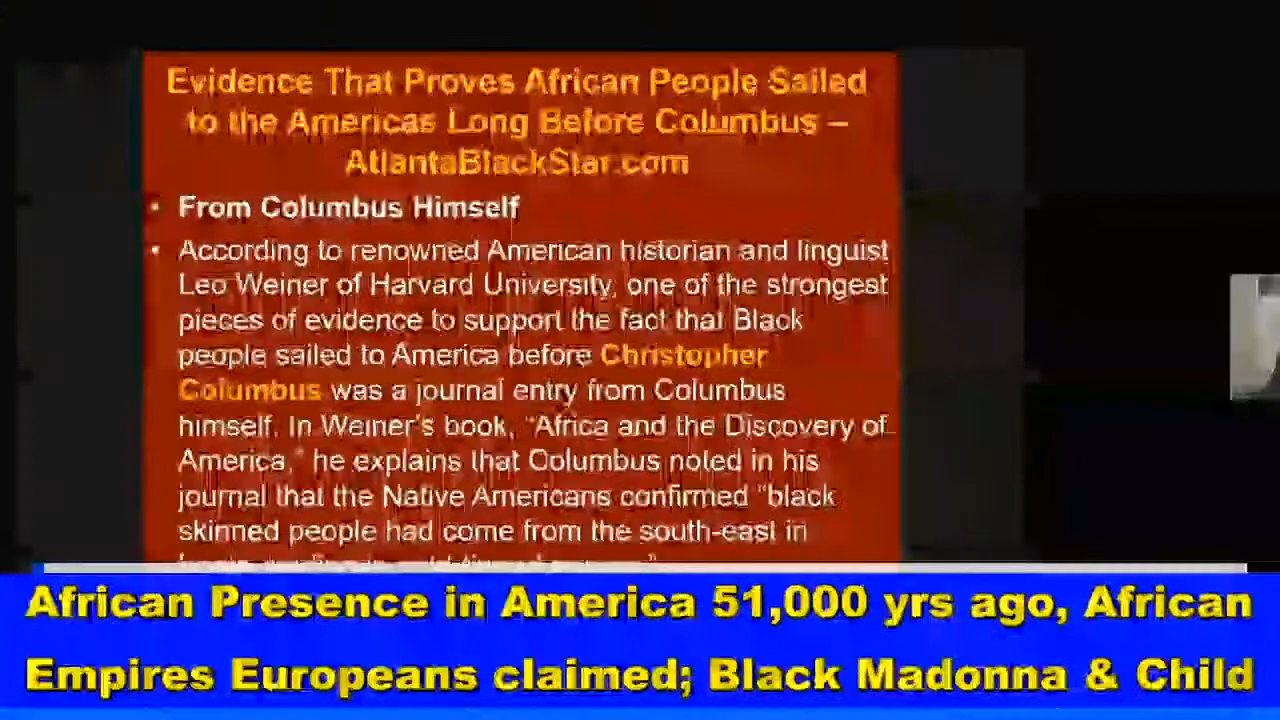 Evidence That Proves African People Sailed
to the Americas Long Before Columbus –
AtlantaBlackStar.com
• From Columbus Himself
• According to renowned American historian and linguist
Leo Weiner of Harvard University, one of the strongest
pieces of evidence to support the fact that Black
people sailed to America before Christopher
Columbus was a journal entry from Columbus
himself. In Weiner's book, "Africa and the Discovery of
America," he explains that Columbus noted in his
journal that the Native Americans confirmed "black
skinned people had come from the south-east in
African Presence in America 51,000 yrs ago, African
Empires Europeans claimed; Black Madonna & Child